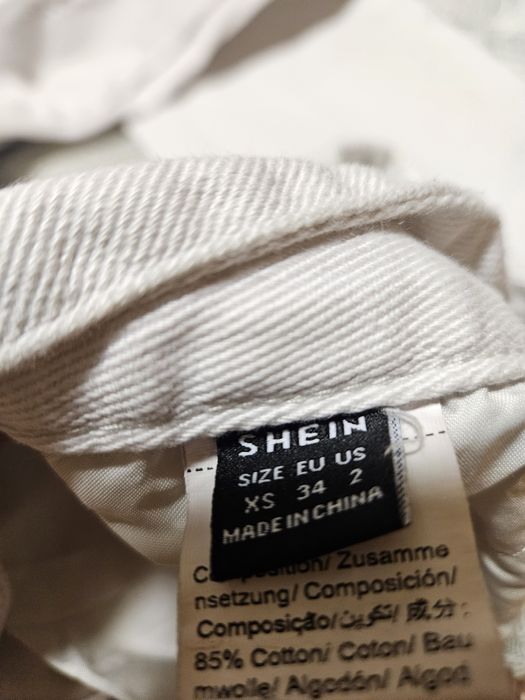 SHEIN
SIZE EU US
XS 34 2
MADE IN CHINA
Composition/ Zusamme
nsetzung/ Composición/
Composição/تكوين/ 成分:
85% Cotton/ Coton/ Bau
mwolle/ Algodón/ Algod